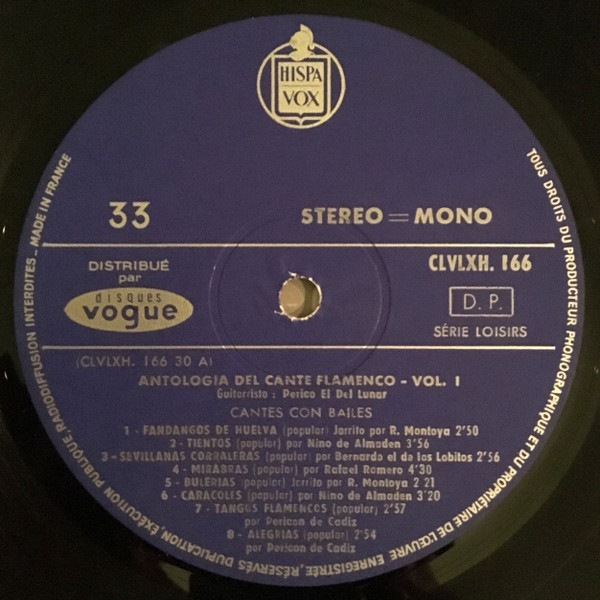 HISPA
VOX
33
STEREO = MONO
DISTRIBUÉ
par
disques
vogue
CLVLXH. 166
D. P.
SÉRIE LOISIRS
(CLVLXH. 166 30 A)
ANTOLOGIA DEL CANTE FLAMENCO - VOL. I
Guitarristo : Perico El Del Lunar
CANTES CON BAILES
1 - FANDANGOS DE HUELVA (popular) Jarrito por R. Montoya 2'50
2 - TIENTOS (popular) por Nino de Almaden 3'56
3 - SEVILLANAS CORRALERAS (popular) por Bernardo el de los Lobitos 2'56
4 - MIRABRAS (popular) por Rafael Romero 4'30
5 - BULERIAS (popular) Jarrito por R. Montoya 2 21
6 - CARACOLES (popular) por Nino de Almaden 3'20
7 - TANGOS FLAMENCOS (popular) 2'57
por Pericon de Cadiz
8 - ALEGRIAS (popular) 2'54
por Pericon de Cadiz
TOUS DROITS DU PRODUCTEUR PHONOGRAPHIQUE ET DU PROPRIÉTAIRE DE L'ŒUVRE ENREGISTRÉE, RÉSERVÉS DUPLICATION, EXÉCUTION PUBLIQUE, RADIODIFFUSION INTERDITES - MADE IN FRANCE